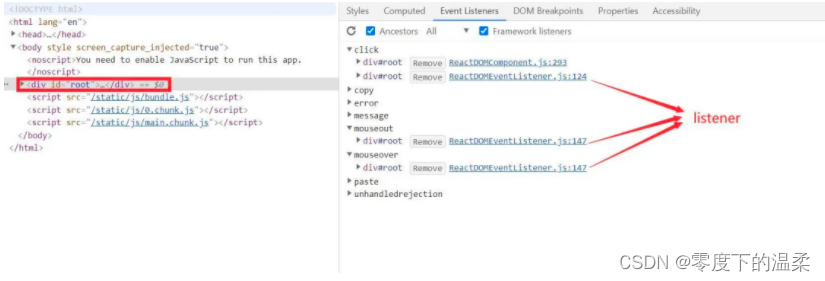 <!DOCTYPE html>
<html lang="en">
<head>…</head>
<body style screen_capture_injected="true">
<noscript>You need to enable JavaScript to run this app.
</noscript>
<div id="root">…</div> == $0
<script src="/static/js/bundle.js"></script>
<script src="/static/js/0.chunk.js"></script>
<script src="/static/js/main.chunk.js"></script>
</body>
</html>
Styles Computed Event Listeners DOM Breakpoints Properties Accessibility
Ancestors All Framework listeners
click
div#root Remove ReactDOMComponent.js:293
div#root Remove ReactDOMEventListener.js:124
copy
error
message
mouseout
div#root Remove ReactDOMEventListener.js:147
mouseover
div#root Remove ReactDOMEventListener.js:147
paste
unhandledrejection
listener
CSDN @零度下的温柔